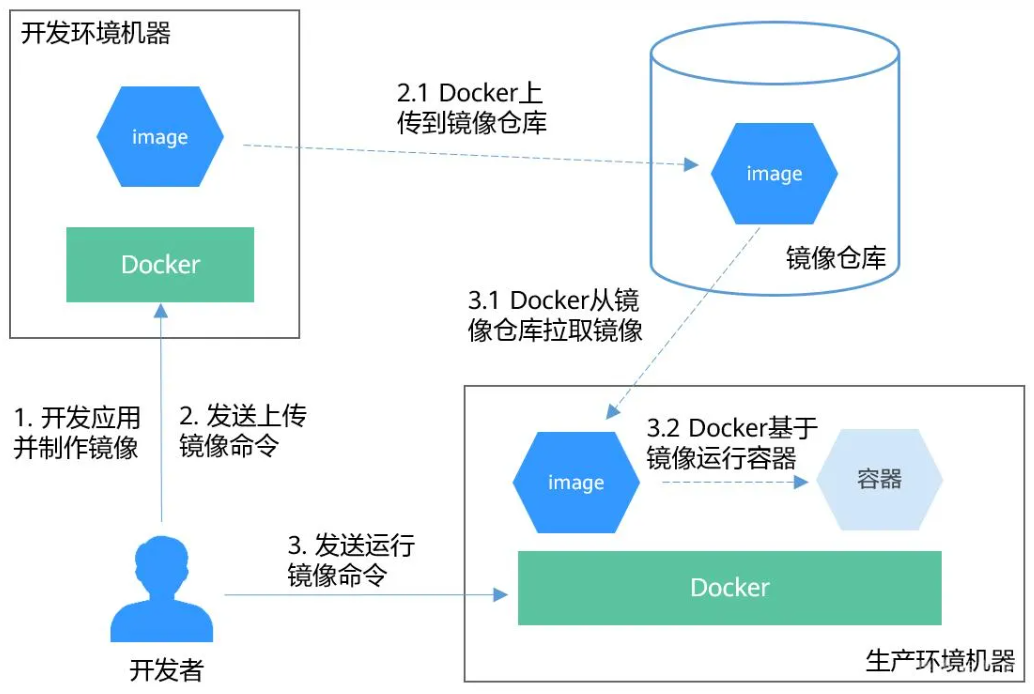 开发环境机器
image
Docker
2.1 Docker上
传到镜像仓库
image
镜像仓库
3.1 Docker从镜
像仓库拉取镜像
1. 开发应用
并制作镜像
2. 发送上传
镜像命令
3. 发送运行
镜像命令
开发者
image
3.2 Docker基于
镜像运行容器
容器
Docker
生产环境机器